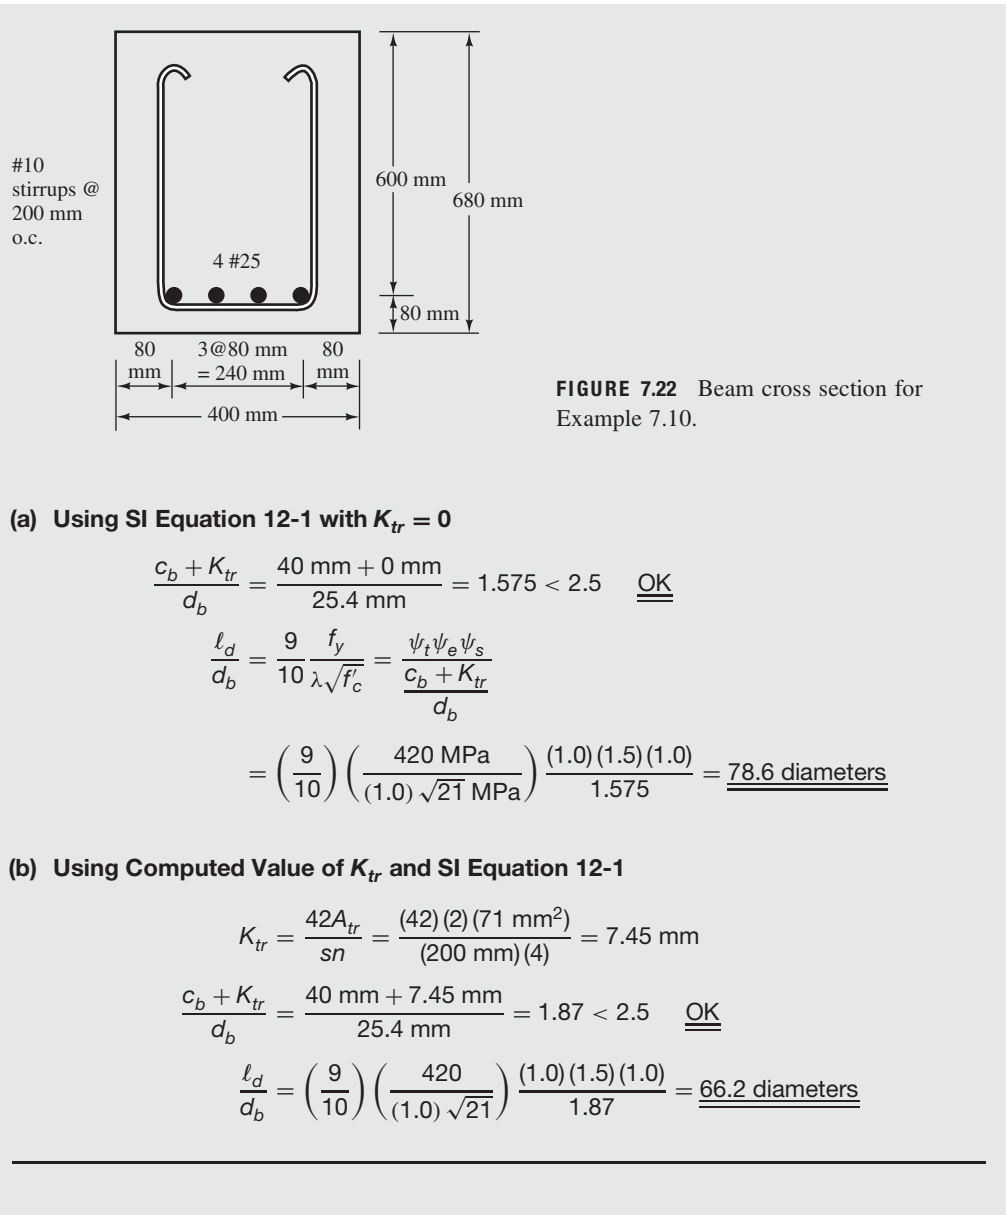 #10
stirrups @
200 mm
o.c.
4 #25
600 mm
680 mm
80 mm
80
mm
3@80 mm
= 240 mm
80
mm
400 mm
FIGURE 7.22 Beam cross section for
Example 7.10.
(a) Using SI Equation 12-1 with K_tr = 0
(c_b + K_tr)/d_b = (40 mm + 0 mm)/(25.4 mm) = 1.575 < 2.5 OK
ℓ_d/d_b = (9/10) (f_y)/(λ√f′_c) = (ψ_t ψ_e ψ_s)/((c_b + K_tr)/d_b)
= (9/10) (420 MPa/((1.0) √21 MPa)) ((1.0) (1.5) (1.0))/1.575 = 78.6 diameters
(b) Using Computed Value of K_tr and SI Equation 12-1
K_tr = 42A_tr/sn = ((42) (2) (71 mm²))/((200 mm) (4)) = 7.45 mm
(c_b + K_tr)/d_b = (40 mm + 7.45 mm)/(25.4 mm) = 1.87 < 2.5 OK
ℓ_d/d_b = (9/10) (420/((1.0) √21)) ((1.0) (1.5) (1.0))/1.87 = 66.2 diameters